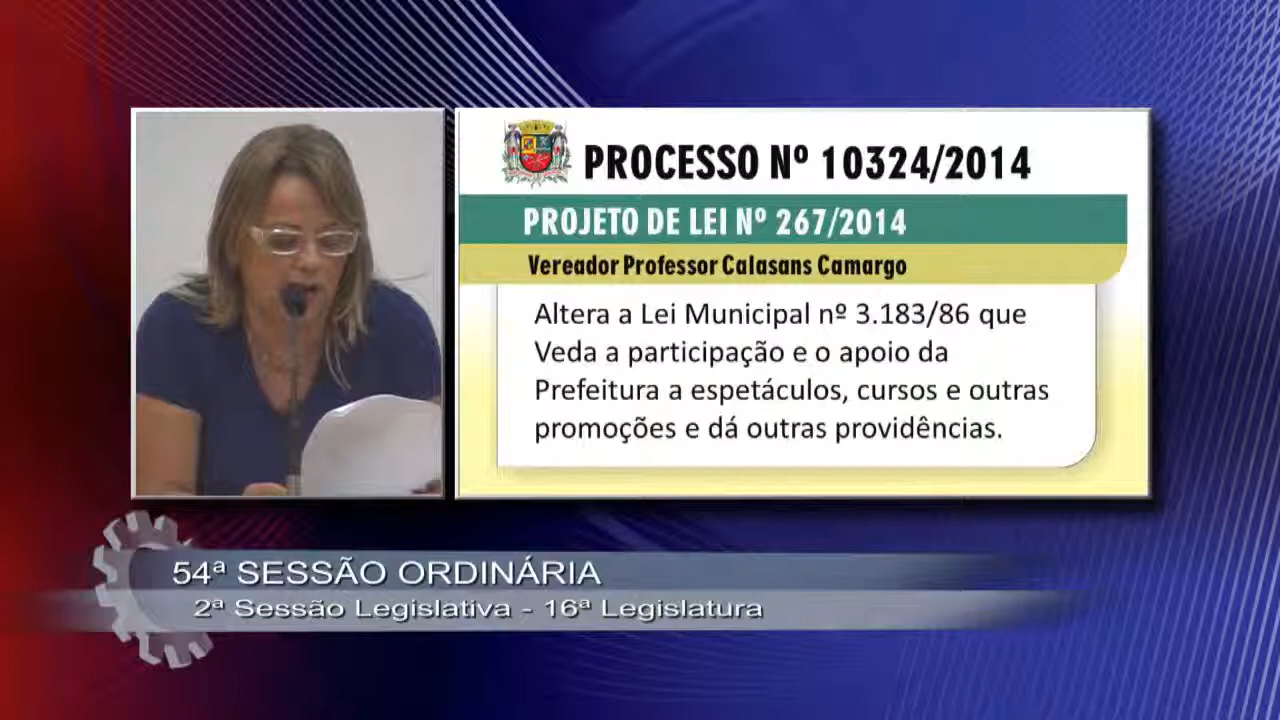 PROCESSO Nº 10324/2014
PROJETO DE LEI Nº 267/2014
Vereador Professor Calasans Camargo
Altera a Lei Municipal nº 3.183/86 que
Veda a participação e o apoio da
Prefeitura a espetáculos, cursos e outras
promoções e dá outras providências.
54ª SESSÃO ORDINÁRIA
2ª Sessão Legislativa - 16ª Legislatura